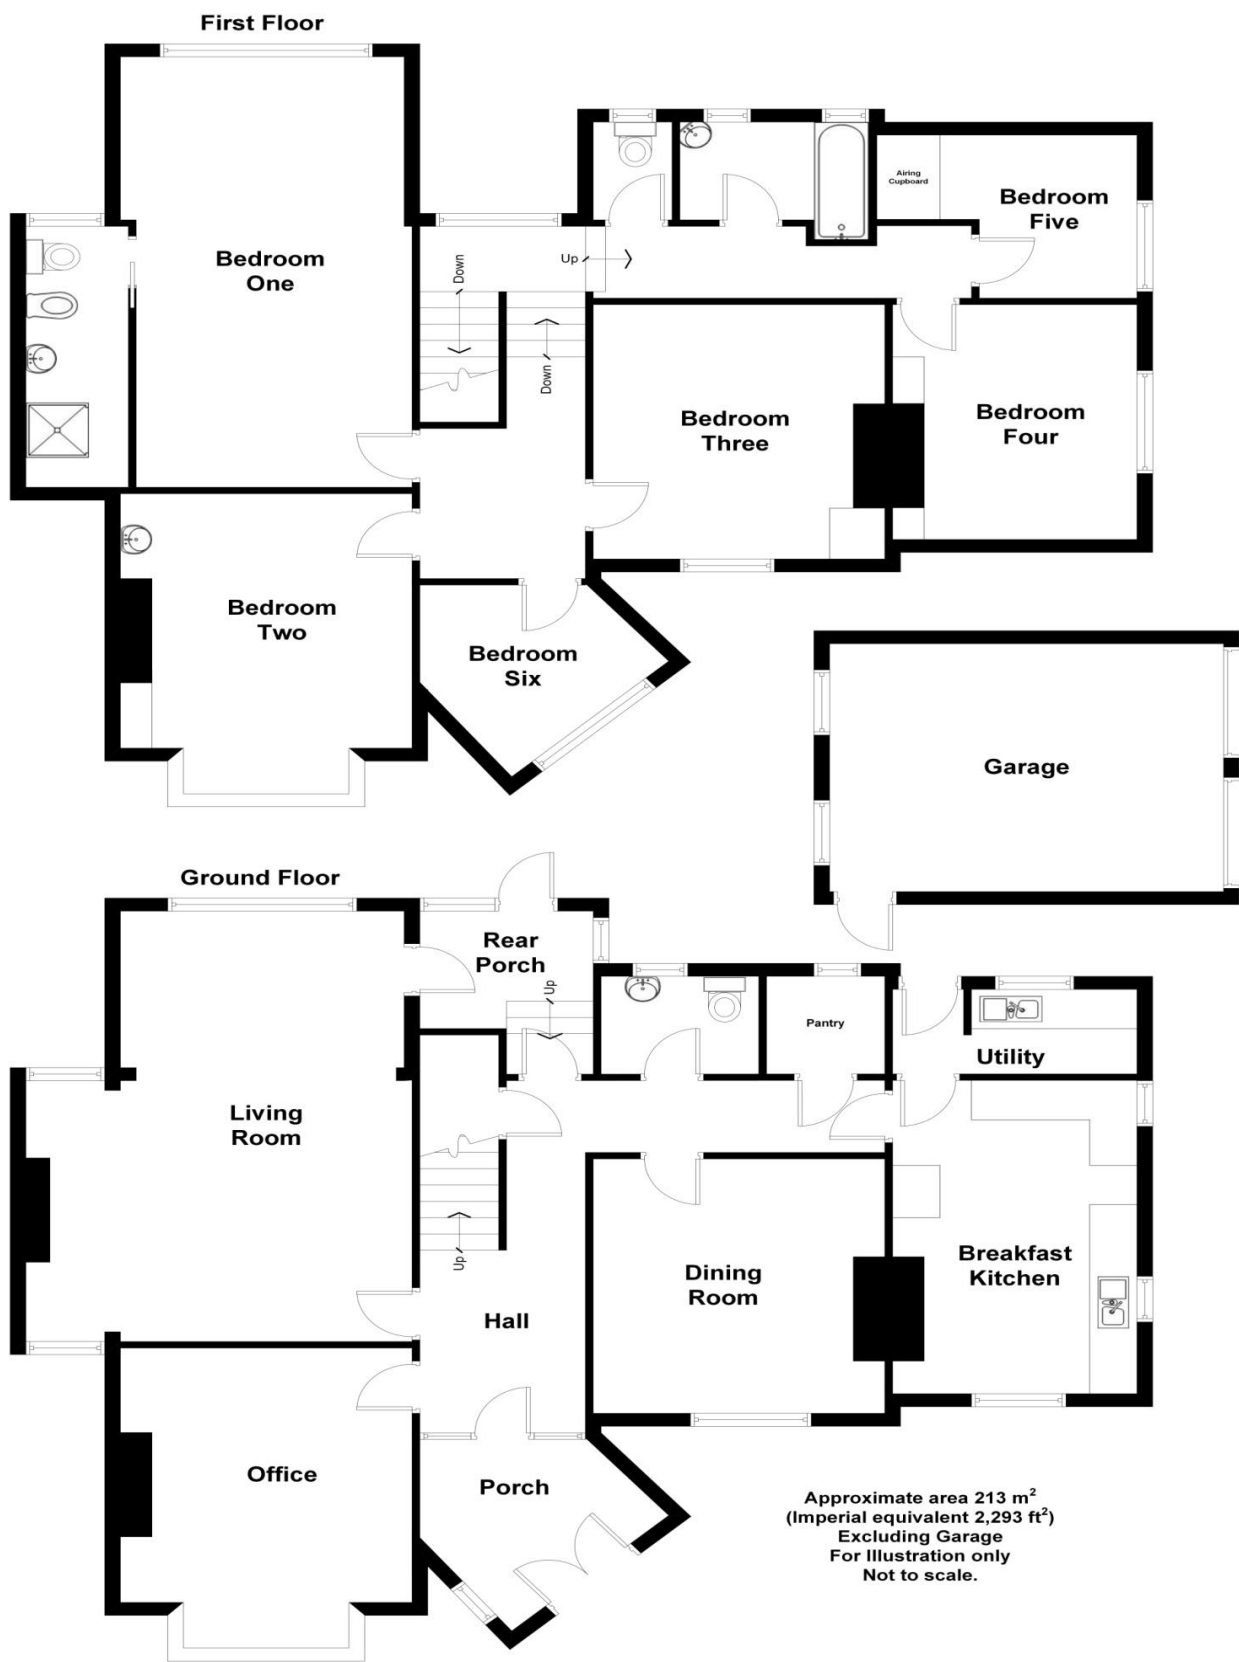 First Floor
Bedroom
One
Down
Up
Down
Airing
Cupboard
Bedroom
Five
Bedroom
Three
Bedroom
Four
Bedroom
Two
Bedroom
Six
Garage
Ground Floor
Rear
Porch
Up
Pantry
Utility
Living
Room
Up
Hall
Dining
Room
Breakfast
Kitchen
Office
Porch
Approximate area 213 m²
(Imperial equivalent 2,293 ft²)
Excluding Garage
For Illustration only
Not to scale.